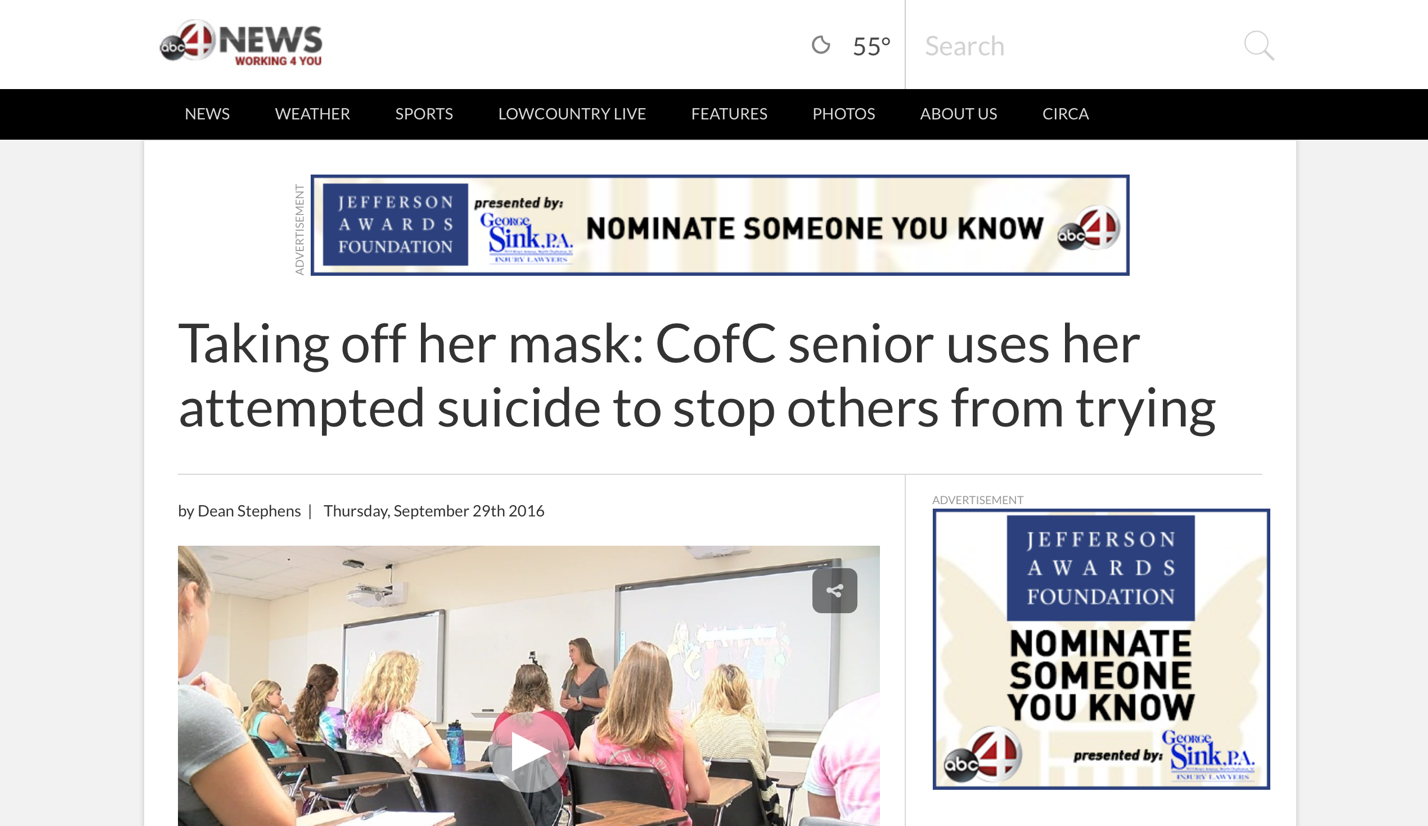 abc 4 NEWS
WORKING 4 YOU
55°
Search
NEWS WEATHER SPORTS LOWCOUNTRY LIVE FEATURES PHOTOS ABOUT US CIRCA
ADVERTISEMENT
JEFFERSON
AWARDS
FOUNDATION
presented by:
GEORGE
Sink, P.A.
INJURY LAWYERS
NOMINATE SOMEONE YOU KNOW
abc 4
Taking off her mask: CofC senior uses her
attempted suicide to stop others from trying
by Dean Stephens | Thursday, September 29th 2016
ADVERTISEMENT
JEFFERSON
AWARDS
FOUNDATION
NOMINATE
SOMEONE
YOU KNOW
abc 4
presented by:
GEORGE
Sink, P.A.
INJURY LAWYERS